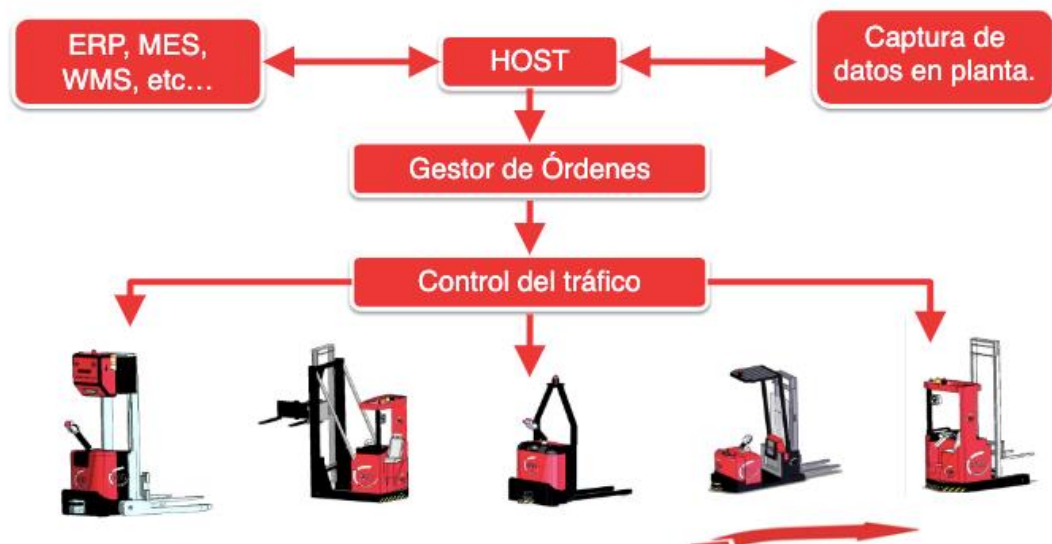 ERP, MES,
WMS, etc...
HOST
Captura de
datos en planta.
Gestor de Órdenes
Control del tráfico